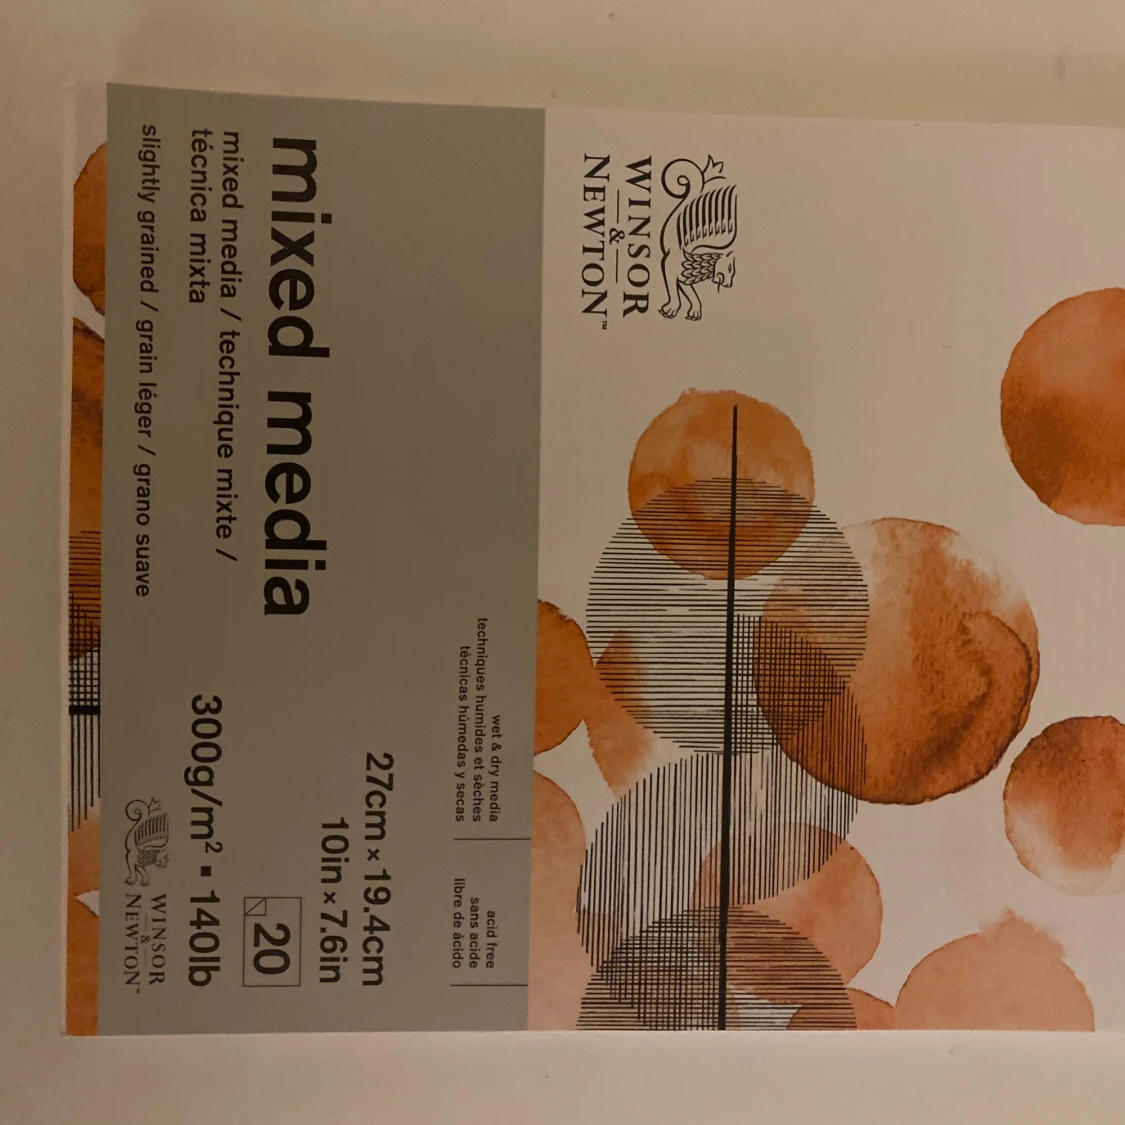 WINSOR
&
NEWTON™
wet & dry media
techniques humides et sèches
técnicas húmedas y secas
acid free
sans acide
libre de ácido
mixed media
mixed media / technique mixte /
técnica mixta
slightly grained / grain léger / grano suave
27cm × 19.4cm
10in × 7.6in
20
300g/m² ▪ 140lb
WINSOR
&
NEWTON™